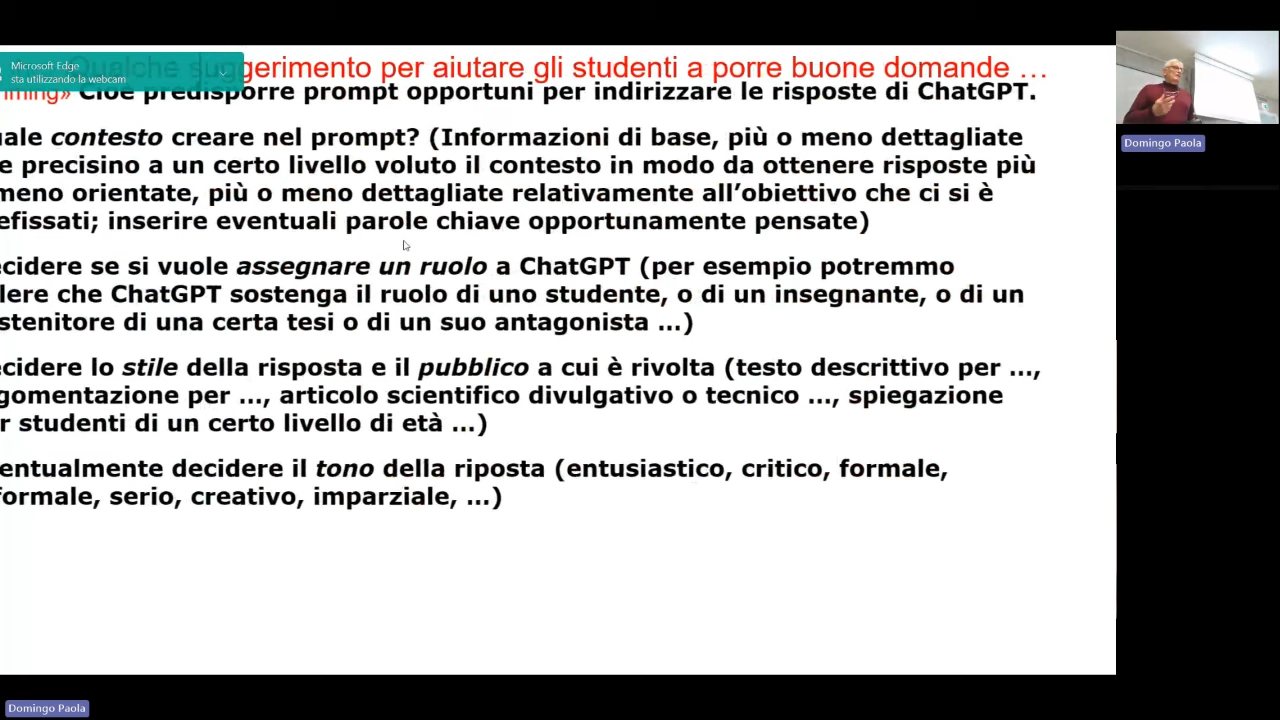 Microsoft Edge
sta utilizzando la webcam
Qualche suggerimento per aiutare gli studenti a porre buone domande …
iming» Cioè predisporre prompt opportuni per indirizzare le risposte di ChatGPT.
uale contesto creare nel prompt? (Informazioni di base, più o meno dettagliate
e precisino a un certo livello voluto il contesto in modo da ottenere risposte più
meno orientate, più o meno dettagliate relativamente all’obiettivo che ci si è
efissati; inserire eventuali parole chiave opportunamente pensate)
ecidere se si vuole assegnare un ruolo a ChatGPT (per esempio potremmo
lere che ChatGPT sostenga il ruolo di uno studente, o di un insegnante, o di un
stenitore di una certa tesi o di un suo antagonista …)
ecidere lo stile della risposta e il pubblico a cui è rivolta (testo descrittivo per …,
gomentazione per …, articolo scientifico divulgativo o tecnico …, spiegazione
r studenti di un certo livello di età …)
entualmente decidere il tono della riposta (entusiastico, critico, formale,
formale, serio, creativo, imparziale, …)
Domingo Paola
Domingo Paola